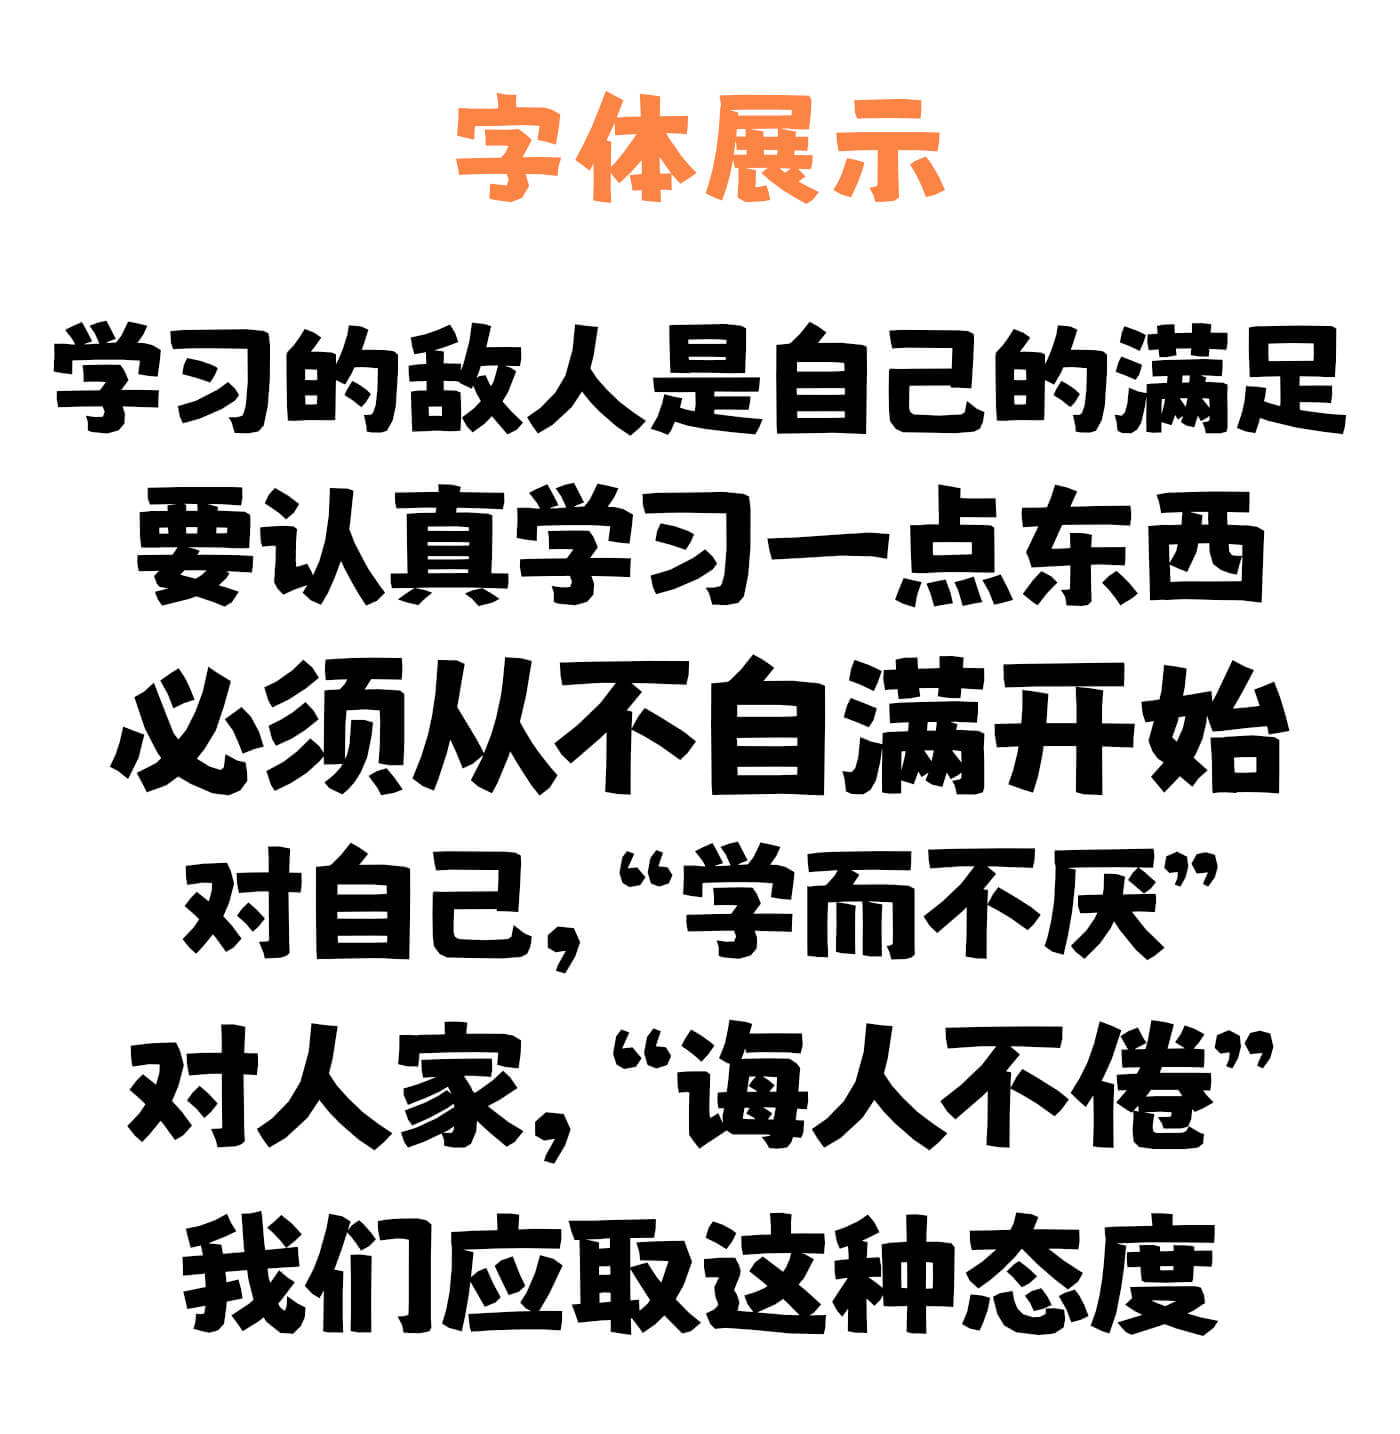 字体展示
学习的敌人是自己的满足
要认真学习一点东西
必须从不自满开始
对自己，“学而不厌”
对人家，“诲人不倦”
我们应取这种态度